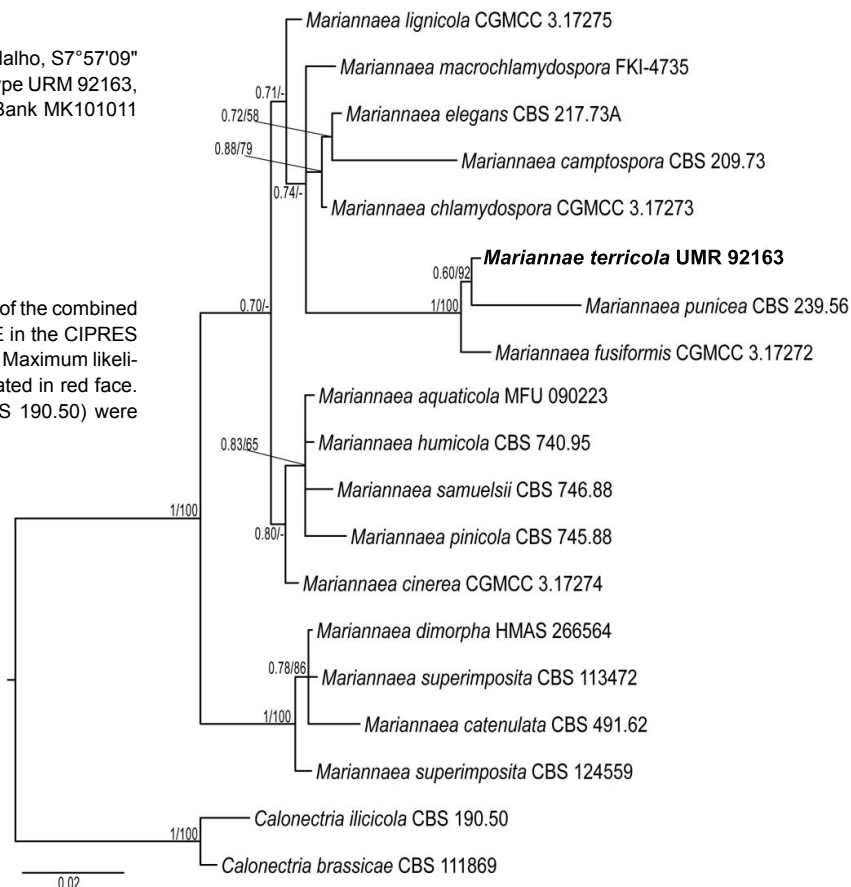 Mariannaea lignicola CGMCC 3.17275
alho, S7°57'09"
Mariannaea macrochlamydospora FKI-4735
ype URM 92163,
0.71/-
Bank MK101011
0.72/58
Mariannaea elegans CBS 217.73A
0.88/79
Mariannaea camptospora CBS 209.73
0.74/-
Mariannaea chlamydospora CGMCC 3.17273
Mariannae terricola UMR 92163
0.60/92
of the combined
0.70/-
1/100
Mariannaea punicea CBS 239.56
E in the CIPRES
Maximum likeli-
Mariannaea fusiformis CGMCC 3.17272
ated in red face.
Mariannaea aquaticola MFU 090223
S 190.50) were
0.83/65
Mariannaea humicola CBS 740.95
Mariannaea samuelsii CBS 746.88
1/100
0.80/-
Mariannaea pinicola CBS 745.88
Mariannaea cinerea CGMCC 3.17274
Mariannaea dimorpha HMAS 266564
0.78/86
Mariannaea superimposita CBS 113472
1/100
Mariannaea catenulata CBS 491.62
Mariannaea superimposita CBS 124559
Calonectria ilicicola CBS 190.50
1/100
Calonectria brassicae CBS 111869
0.02